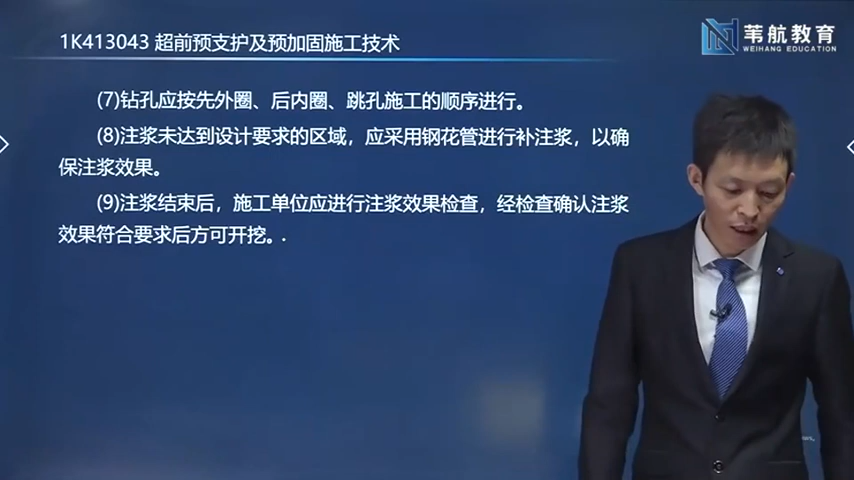 1K413043 超前预支护及预加固施工技术
苇航教育
WEIHANG EDUCATION
(7)钻孔应按先外圈、后内圈、跳孔施工的顺序进行。
(8)注浆未达到设计要求的区域，应采用钢花管进行补注浆，以确
保注浆效果。
(9)注浆结束后，施工单位应进行注浆效果检查，经检查确认注浆
效果符合要求后方可开挖。.